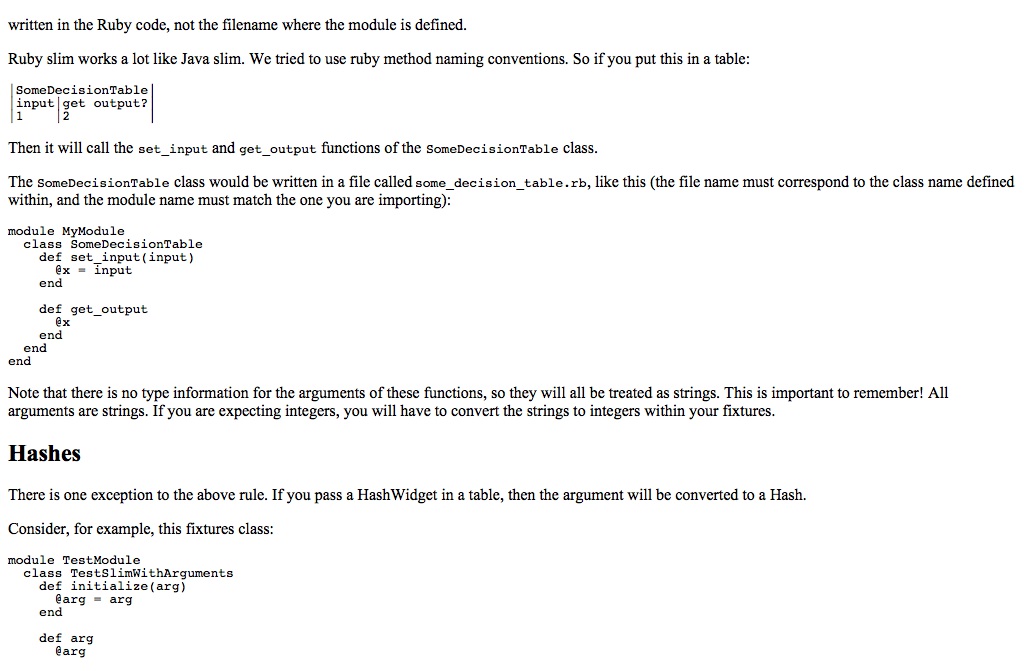 written in the Ruby code, not the filename where the module is defined.
Ruby slim works a lot like Java slim. We tried to use ruby method naming conventions. So if you put this in a table:
|SomeDecisionTable|
|input|get output?|
|1    |2          |
Then it will call the set_input and get_output functions of the SomeDecisionTable class.
The SomeDecisionTable class would be written in a file called some_decision_table.rb, like this (the file name must correspond to the class name defined
within, and the module name must match the one you are importing):
module MyModule
  class SomeDecisionTable
    def set_input(input)
      @x = input
    end
    def get_output
      @x
    end
  end
end
Note that there is no type information for the arguments of these functions, so they will all be treated as strings. This is important to remember! All
arguments are strings. If you are expecting integers, you will have to convert the strings to integers within your fixtures.
Hashes
There is one exception to the above rule. If you pass a HashWidget in a table, then the argument will be converted to a Hash.
Consider, for example, this fixtures class:
module TestModule
  class TestSlimWithArguments
    def initialize(arg)
      @arg = arg
    end
    def arg
      @arg